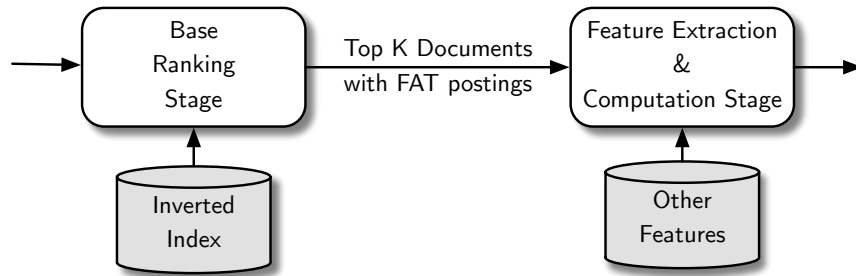 Base
Ranking
Stage
Top K Documents
with FAT postings
Feature Extraction
&
Computation Stage
Inverted
Index
Other
Features